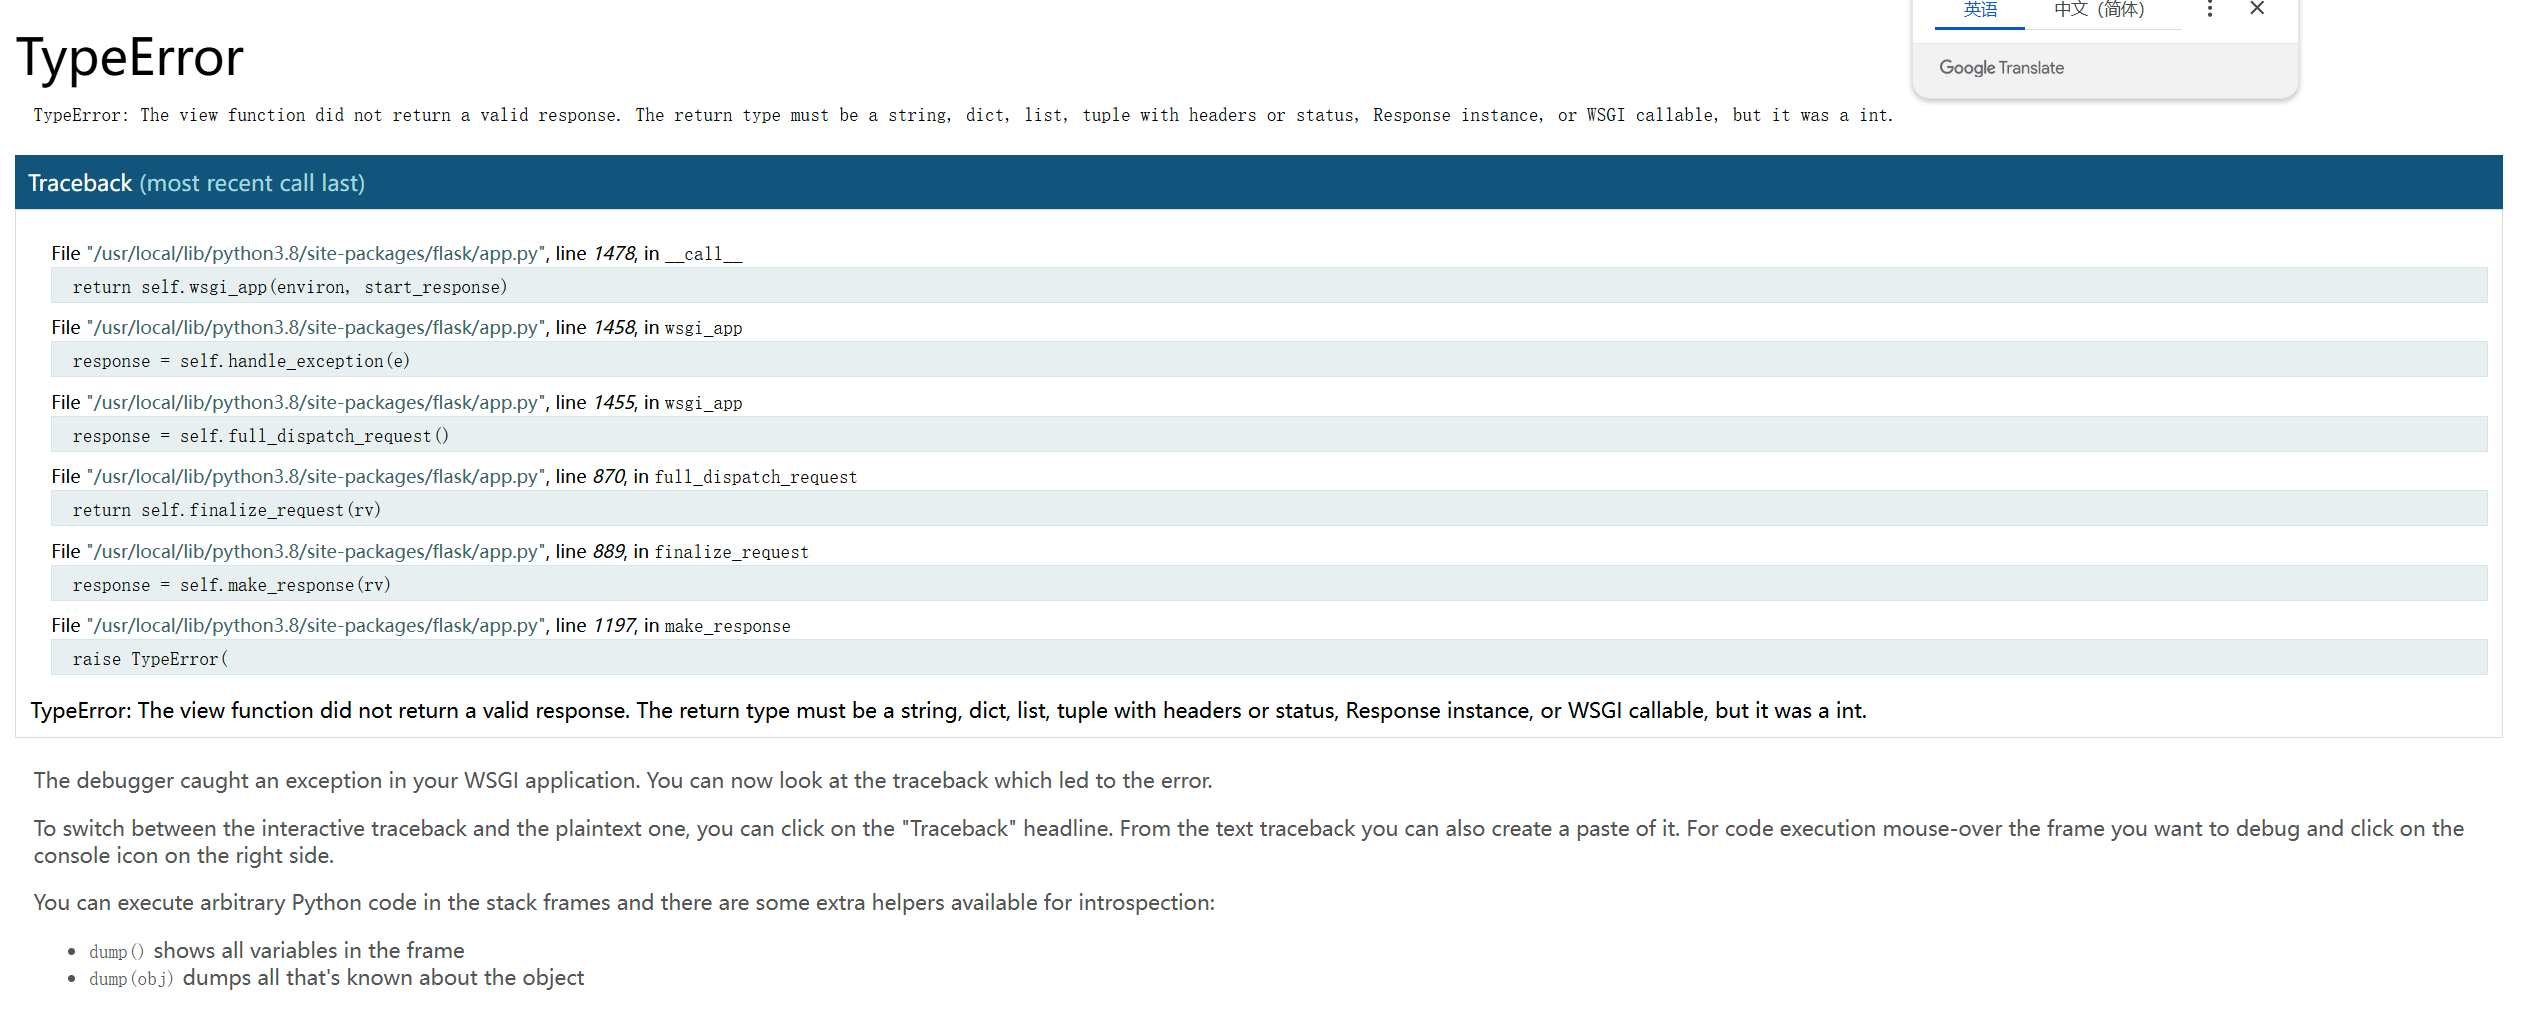 英语 中文 (简体)
Google Translate
TypeError
TypeError: The view function did not return a valid response. The return type must be a string, dict, list, tuple with headers or status, Response instance, or WSGI callable, but it was a int.
Traceback (most recent call last)
File "/usr/local/lib/python3.8/site-packages/flask/app.py", line 1478, in __call__
return self.wsgi_app(environ, start_response)
File "/usr/local/lib/python3.8/site-packages/flask/app.py", line 1458, in wsgi_app
response = self.handle_exception(e)
File "/usr/local/lib/python3.8/site-packages/flask/app.py", line 1455, in wsgi_app
response = self.full_dispatch_request()
File "/usr/local/lib/python3.8/site-packages/flask/app.py", line 870, in full_dispatch_request
return self.finalize_request(rv)
File "/usr/local/lib/python3.8/site-packages/flask/app.py", line 889, in finalize_request
response = self.make_response(rv)
File "/usr/local/lib/python3.8/site-packages/flask/app.py", line 1197, in make_response
raise TypeError(
TypeError: The view function did not return a valid response. The return type must be a string, dict, list, tuple with headers or status, Response instance, or WSGI callable, but it was a int.
The debugger caught an exception in your WSGI application. You can now look at the traceback which led to the error.
To switch between the interactive traceback and the plaintext one, you can click on the "Traceback" headline. From the text traceback you can also create a paste of it. For code execution mouse-over the frame you want to debug and click on the
console icon on the right side.
You can execute arbitrary Python code in the stack frames and there are some extra helpers available for introspection:
• dump() shows all variables in the frame
• dump(obj) dumps all that's known about the object